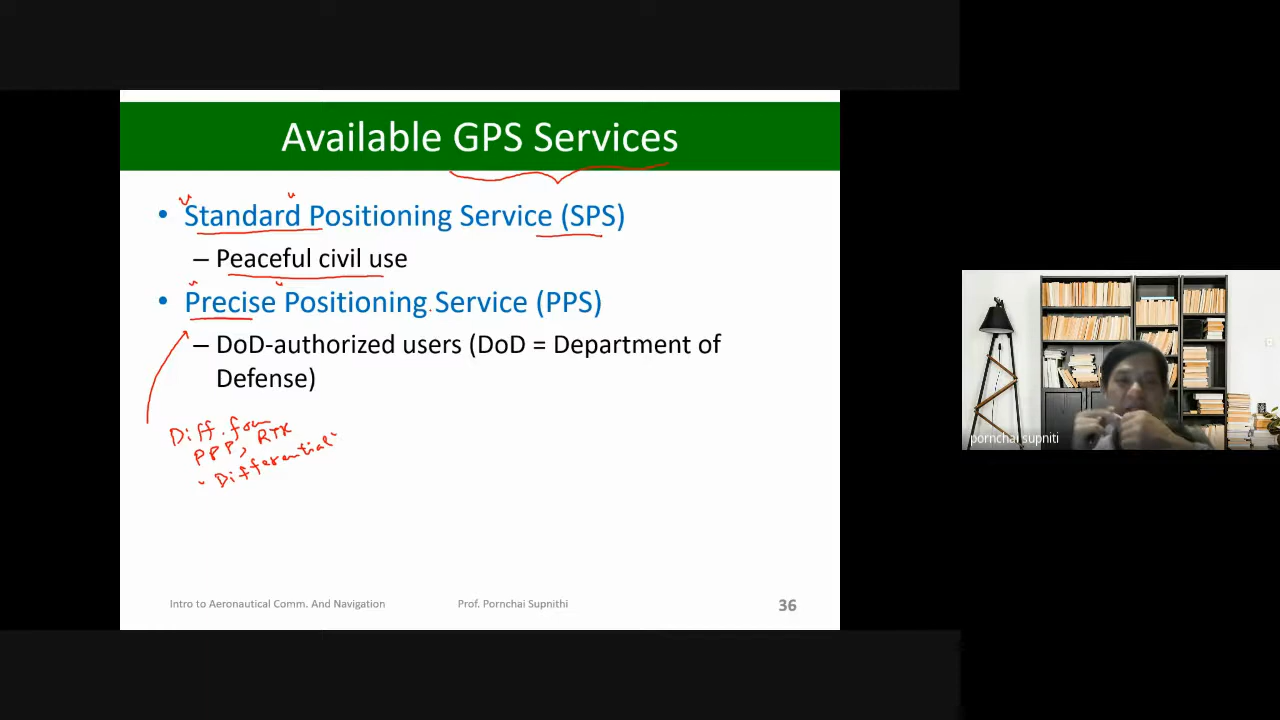 Available GPS Services
• Standard Positioning Service (SPS)
– Peaceful civil use
• Precise Positioning Service (PPS)
– DoD-authorized users (DoD = Department of
Defense)
Diff. from
PPP, RTK
"Differential"
Intro to Aeronautical Comm. And Navigation
Prof. Pornchai Supnithi
36
pornchai supniti